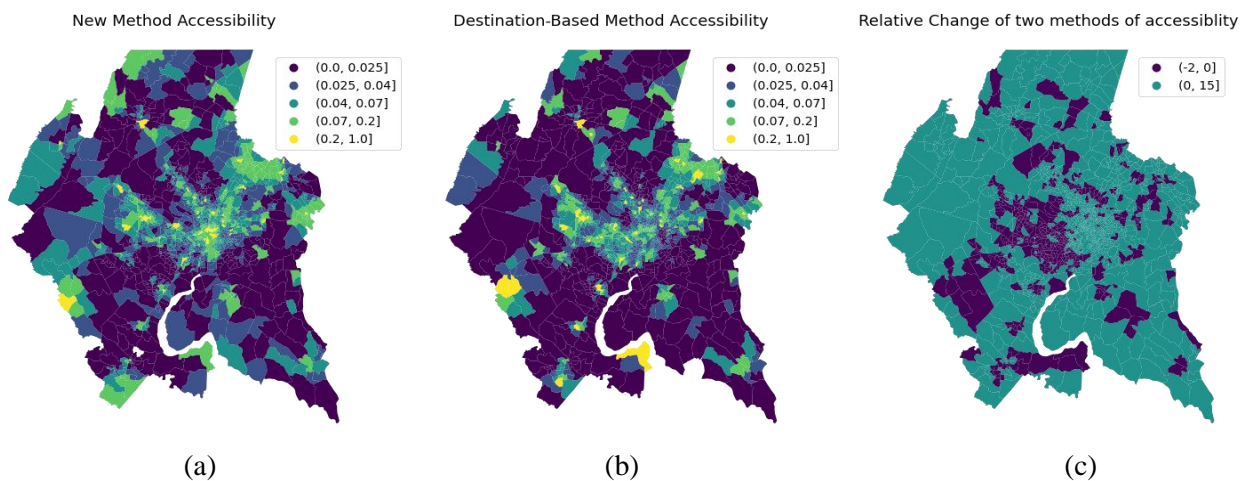 New Method Accessibility
(0.0, 0.025]
(0.025, 0.04]
(0.04, 0.07]
(0.07, 0.2]
(0.2, 1.0]
(a)
Destination-Based Method Accessibility
(0.0, 0.025]
(0.025, 0.04]
(0.04, 0.07]
(0.07, 0.2]
(0.2, 1.0]
(b)
Relative Change of two methods of accessiblity
(-2, 0]
(0, 15]
(c)